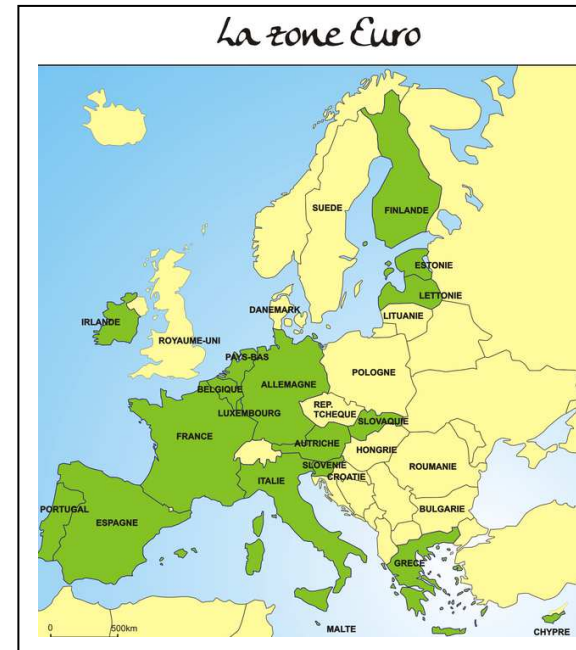 La zone Euro
SUEDE
FINLANDE
ESTONIE
LETTONIE
LITUANIE
DANEMARK
IRLANDE
ROYAUME-UNI
PAYS-BAS
POLOGNE
ALLEMAGNE
BELGIQUE
LUXEMBOURG
REP.
TCHEQUE
SLOVAQUIE
FRANCE
AUTRICHE
HONGRIE
SLOVENIE
ROUMANIE
ITALIE
CROATIE
PORTUGAL
ESPAGNE
BULGARIE
GRECE
MALTE
CHYPRE
0 500km